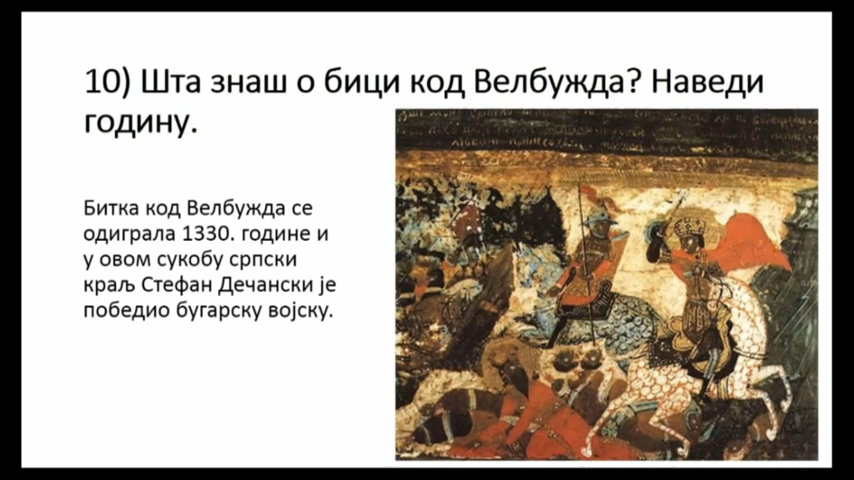 10) Шта знаш о бици код Велбужда? Наведи
годину.
Битка код Велбужда се
одиграла 1330. године и
у овом сукобу српски
краљ Стефан Дечански је
победио бугарску војску.